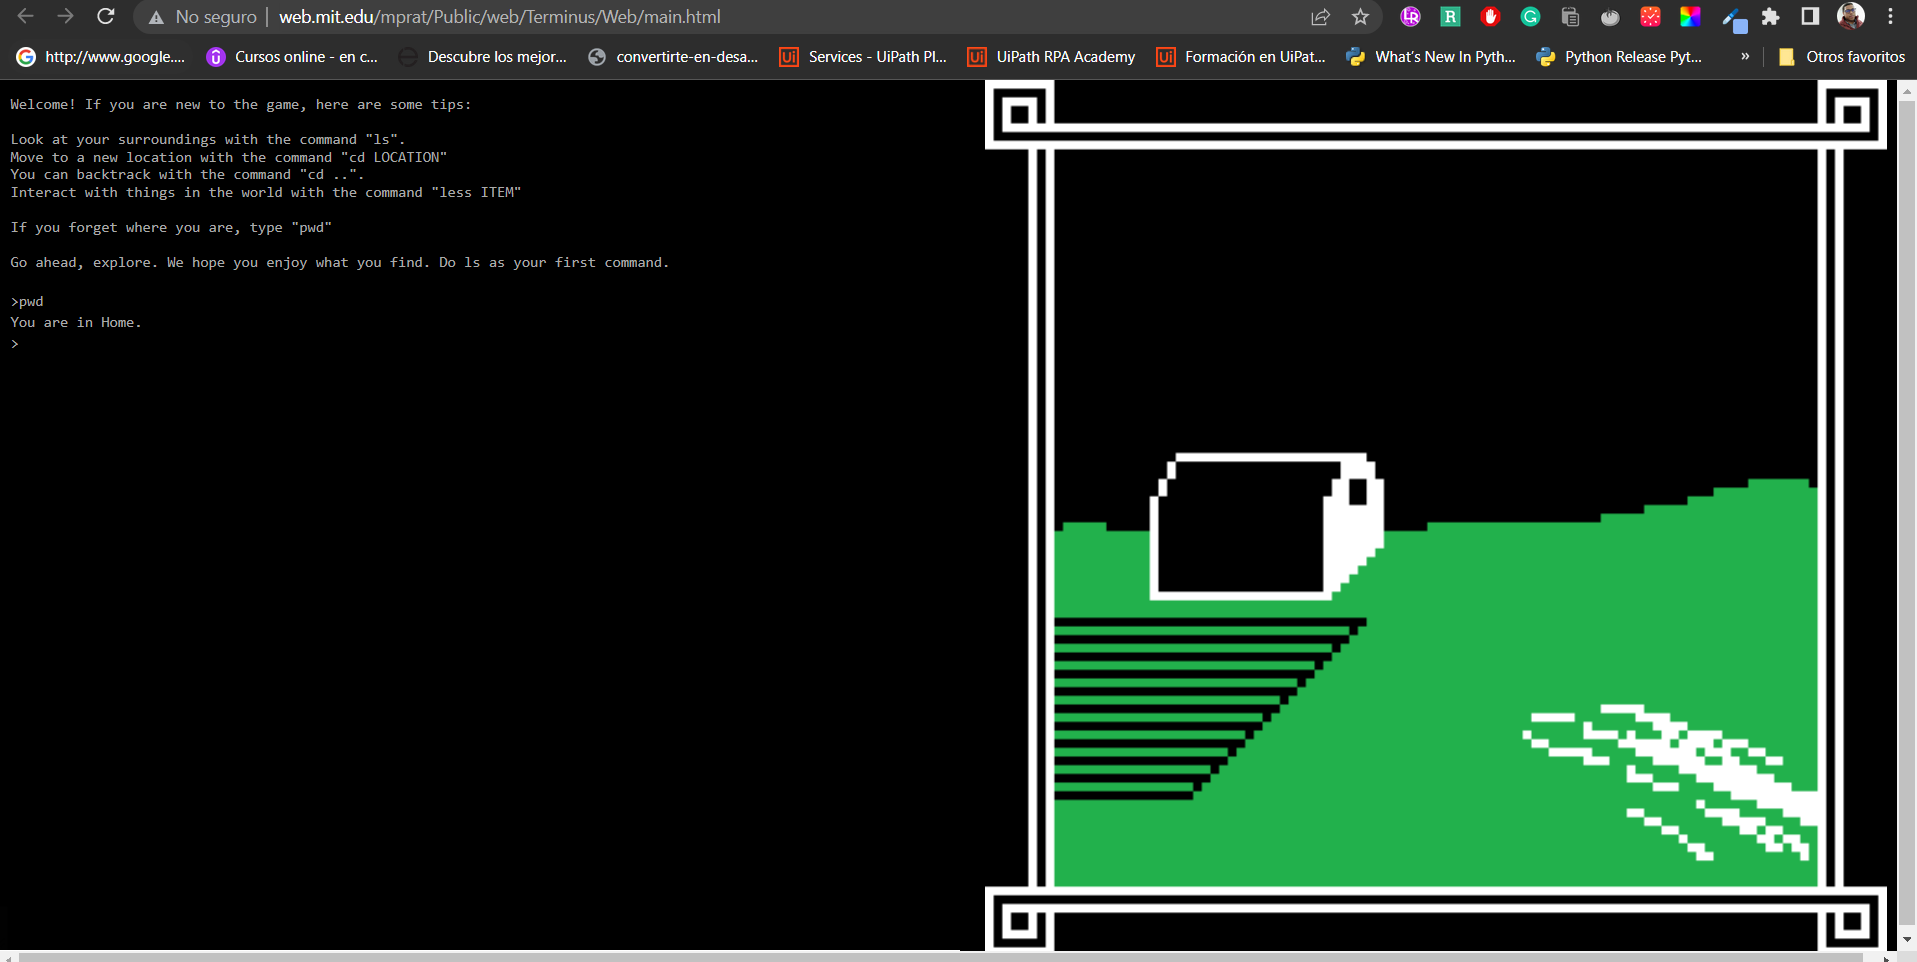 No seguro | web.mit.edu/mprat/Public/web/Terminus/Web/main.html
http://www.google.... Cursos online - en c... Descubre los mejor... convertirte-en-desa... Services - UiPath Pl... UiPath RPA Academy Formación en UiPat... What's New In Pyth... Python Release Pyt... » Otros favoritos
Welcome! If you are new to the game, here are some tips:
Look at your surroundings with the command "ls".
Move to a new location with the command "cd LOCATION"
You can backtrack with the command "cd ..".
Interact with things in the world with the command "less ITEM"
If you forget where you are, type "pwd"
Go ahead, explore. We hope you enjoy what you find. Do ls as your first command.
>pwd
You are in Home.
>